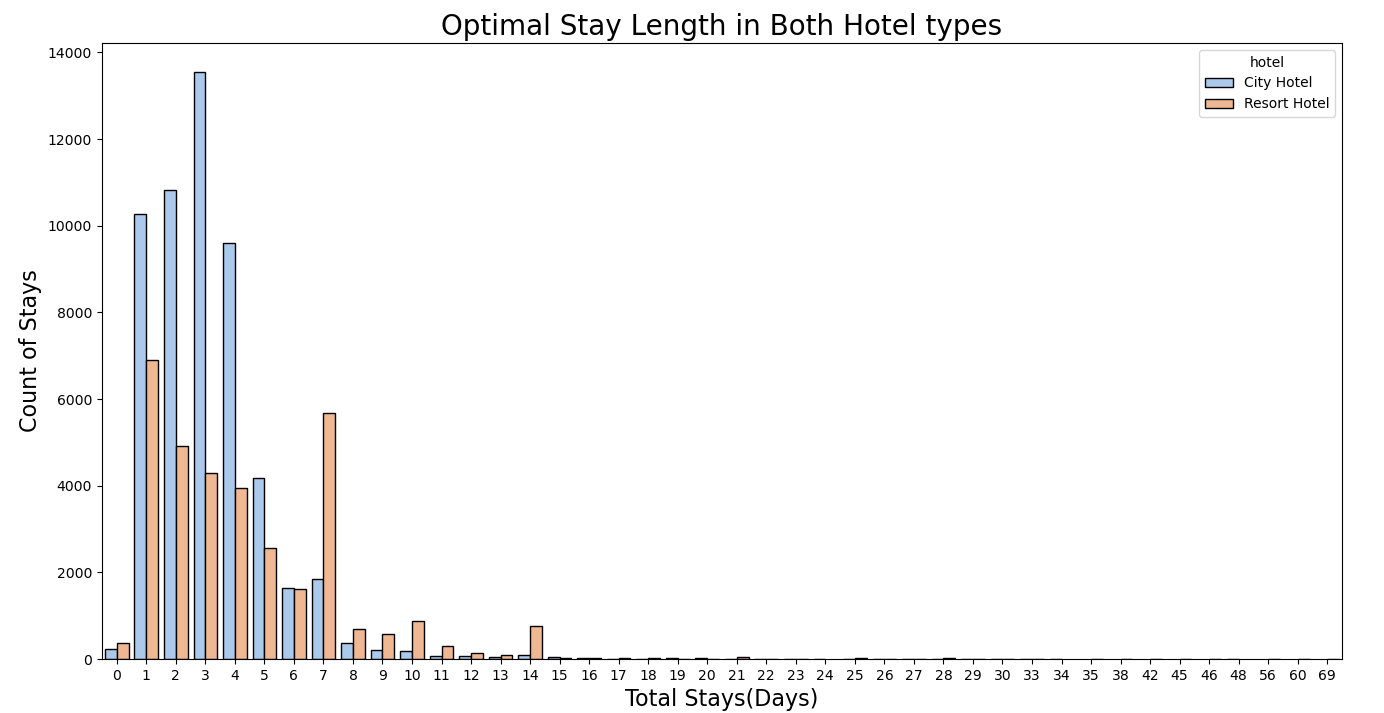 Optimal Stay Length in Both Hotel types
14000
12000
10000
8000
6000
4000
2000
0
Count of Stays
hotel
City Hotel
Resort Hotel
0 1 2 3 4 5 6 7 8 9 10 11 12 13 14 15 16 17 18 19 20 21 22 23 24 25 26 27 28 29 30 33 34 35 38 42 45 46 48 56 60 69
Total Stays(Days)